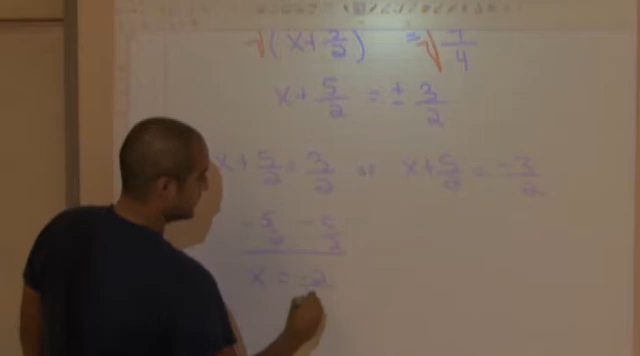 √(x+5/2) = √7/4
x + 5/2 = ± 3/2
x + 5/2 = 3/2 or x + 5/2 = -3/2
-5/2 -5/2
x = -2